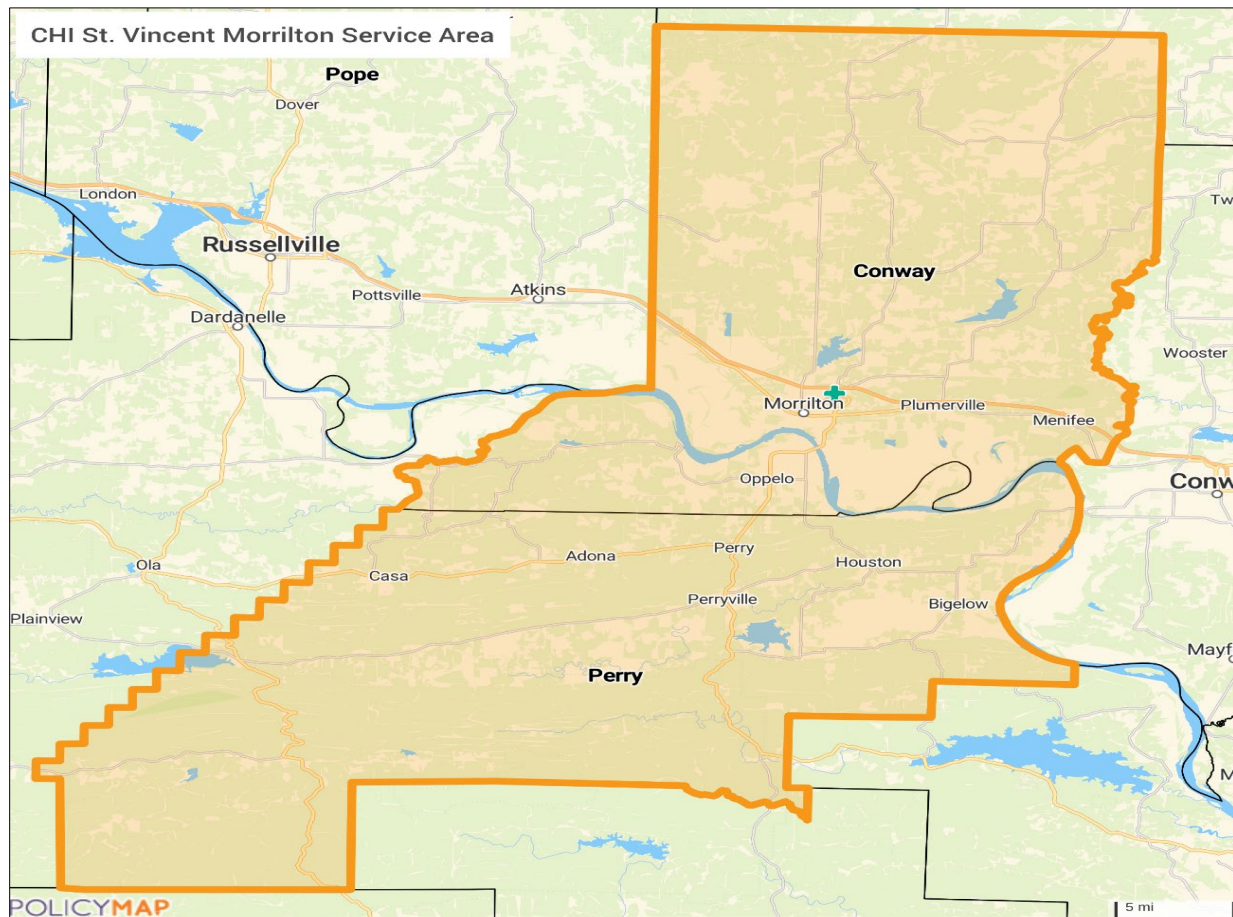 CHI St. Vincent Morrilton Service Area
Pope
Dover
London
Tw
Russellville
Conway
Pottsville
Atkins
Dardanelle
Wooster
Morrilton
Plumerville
Menifee
Oppelo
Conw
Ola
Adona
Perry
Houston
Casa
Perryville
Bigelow
Plainview
Mayf
Perry
M
POLICYMAP
5 mi